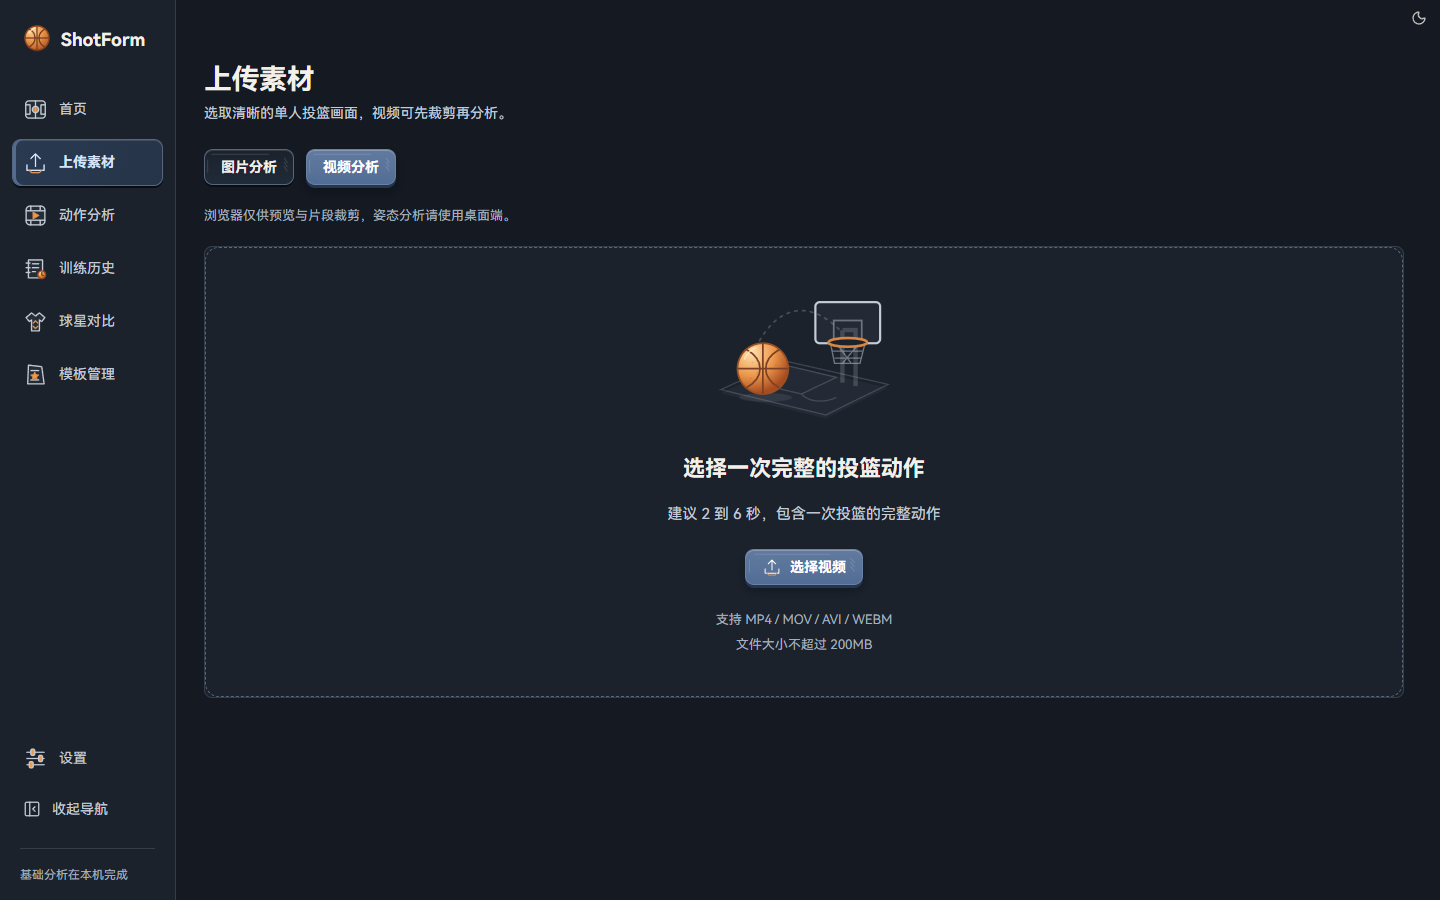 ShotForm
首页
上传素材
动作分析
训练历史
球星对比
模板管理
设置
收起导航
基础分析在本机完成
上传素材
选取清晰的单人投篮画面，视频可先裁剪再分析。
图片分析
视频分析
浏览器仅供预览与片段裁剪，姿态分析请使用桌面端。
选择一次完整的投篮动作
建议 2 到 6 秒，包含一次投篮的完整动作
选择视频
支持 MP4 / MOV / AVI / WEBM
文件大小不超过 200MB